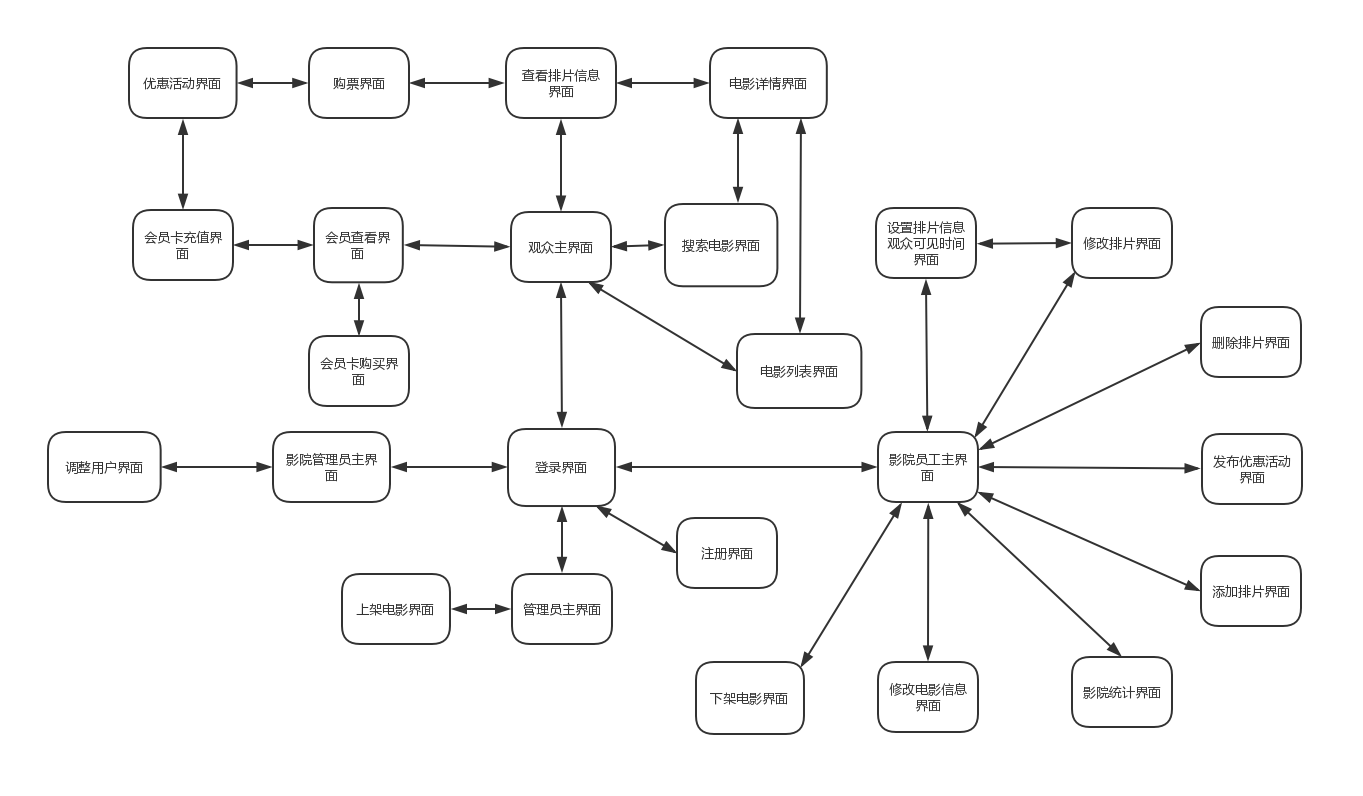 优惠活动界面
购票界面
查看排片信息
界面
电影详情界面
会员卡充值界
面
会员查看界
面
观众主界面
搜索电影界面
设置排片信息
观众可见时间
界面
修改排片界面
会员卡购买界
面
电影列表界面
删除排片界面
调整用户界面
影院管理员主界
面
登录界面
影院员工主界
面
发布优惠活动
界面
注册界面
上架电影界面
管理员主界面
添加排片界面
下架电影界面
修改电影信息
界面
影院统计界面